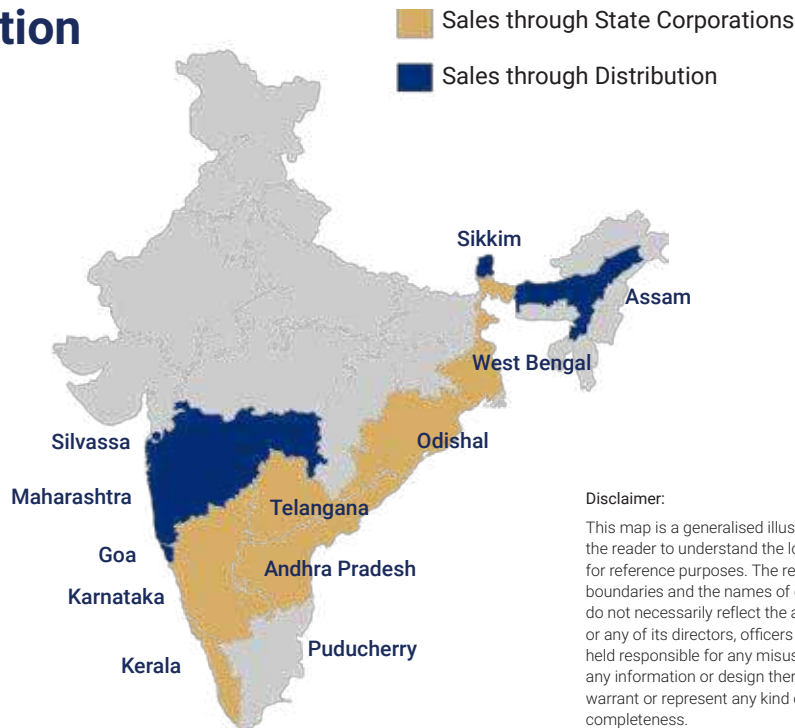 tion
Sales through State Corporations
Sales through Distribution
Sikkim
Assam
West Bengal
Silvassa
Odishal
Maharashtra
Telangana
Goa
Andhra Pradesh
Karnataka
Puducherry
Kerala
Disclaimer:
This map is a generalised illus
the reader to understand the lo
for reference purposes. The re
boundaries and the names of
do not necessarily reflect the a
or any of its directors, officers
held responsible for any misus
any information or design ther
warrant or represent any kind
completeness.